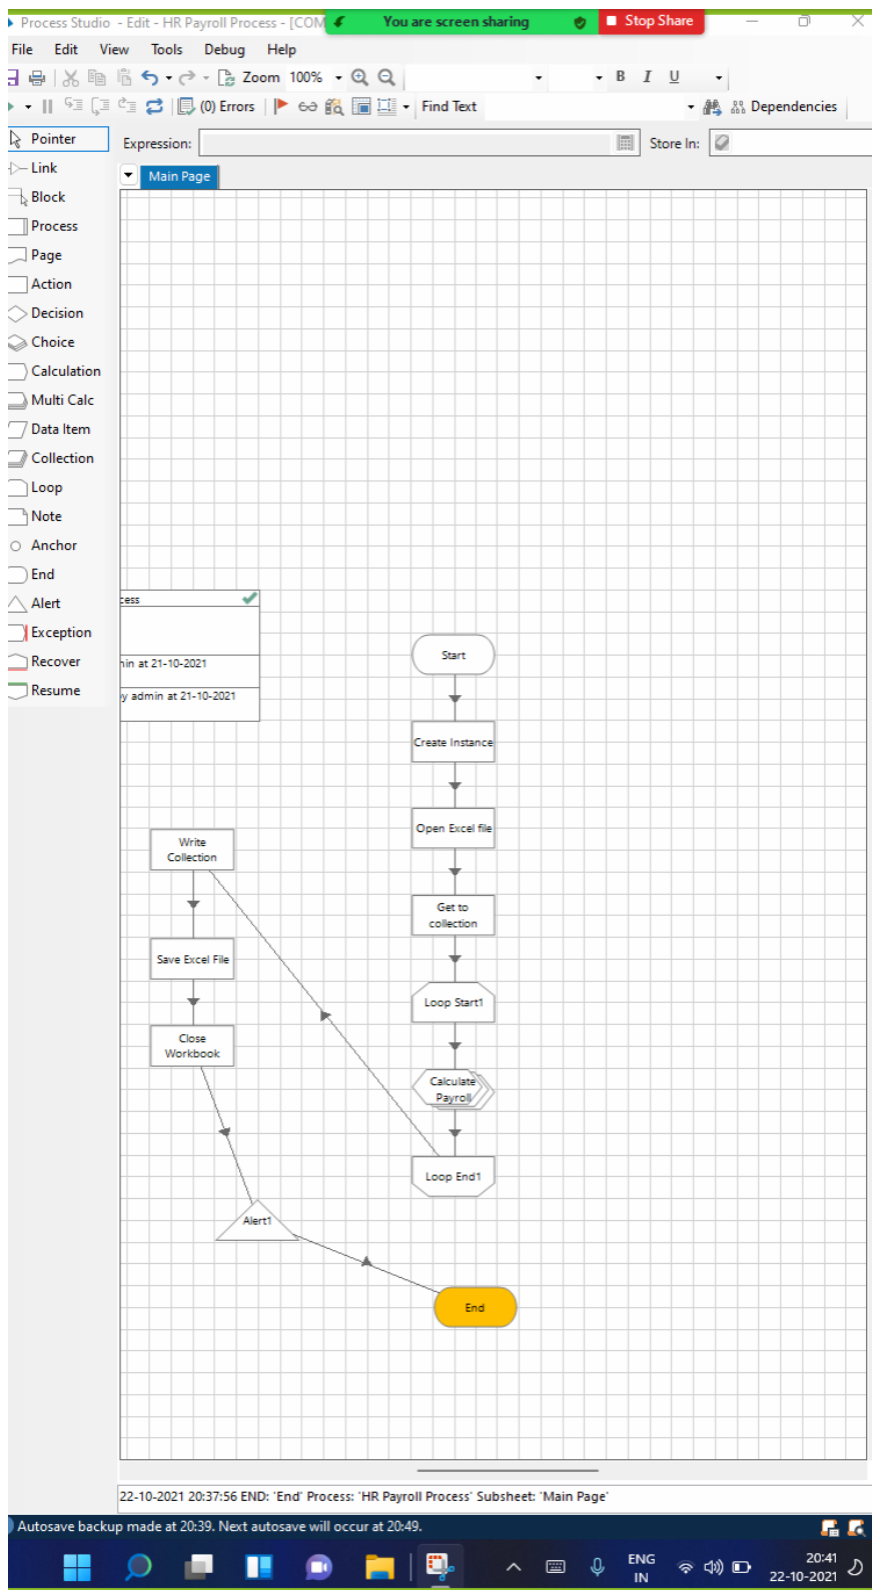 Process Studio - Edit - HR Payroll Process - [COM
You are screen sharing
Stop Share
File Edit View Tools Debug Help
Zoom 100% B I U
(0) Errors Find Text Dependencies
Pointer
Expression: Store In:
Link
Main Page
Block
Process
Page
Action
Decision
Choice
Calculation
Multi Calc
Data Item
Collection
Loop
Note
Anchor
End
Alert
Exception
Recover
Resume
cess
min at 21-10-2021
by admin at 21-10-2021
Start
Create Instance
Open Excel file
Get to
collection
Loop Start1
Calculate
Payroll
Loop End1
Write
Collection
Save Excel File
Close
Workbook
Alert1
End
22-10-2021 20:37:56 END: 'End' Process: 'HR Payroll Process' Subsheet: 'Main Page'
Autosave backup made at 20:39. Next autosave will occur at 20:49.
ENG
IN
20:41
22-10-2021